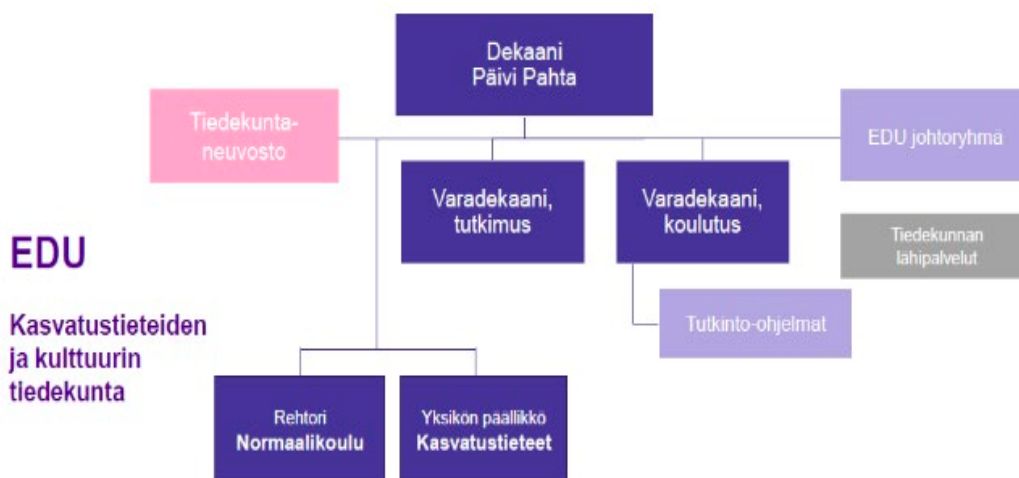 Dekaani
Päivi Pahta
Tiedekunta-
neuvosto
EDU johtoryhmä
Varadekaani,
tutkimus
Varadekaani,
koulutus
Tiedekunnan
lähipalvelut
EDU
Kasvatustieteiden
ja kulttuurin
tiedekunta
Tutkinto-ohjelmat
Rehtori
Normaalikoulu
Yksikön päällikkö
Kasvatustieteet